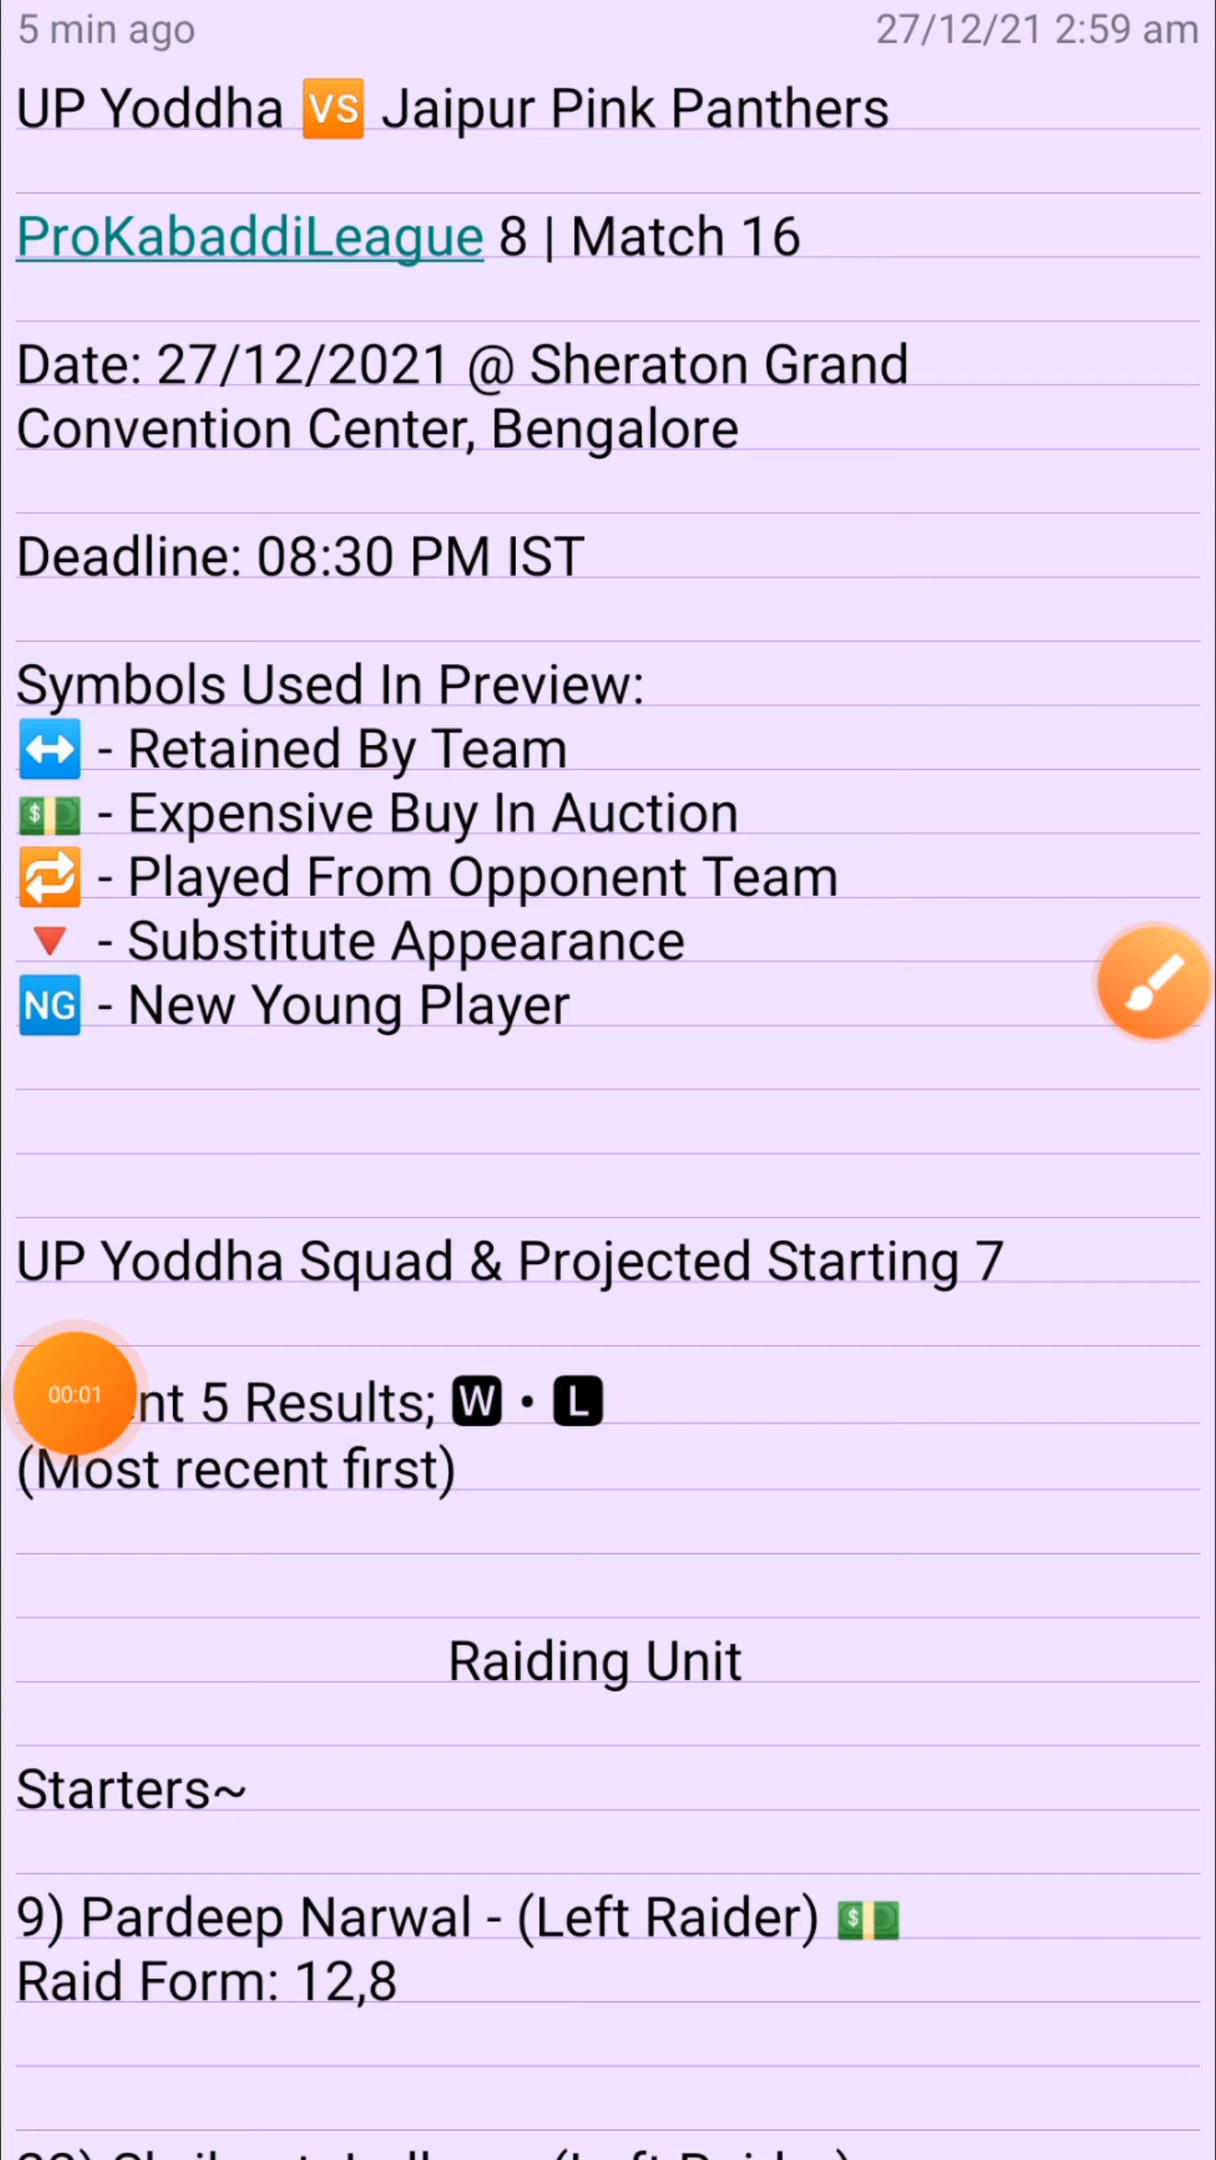 5 min ago 27/12/21 2:59 am
UP Yoddha 🆚 Jaipur Pink Panthers
ProKabaddiLeague 8 | Match 16
Date: 27/12/2021 @ Sheraton Grand
Convention Center, Bengalore
Deadline: 08:30 PM IST
Symbols Used In Preview:
↔️ - Retained By Team
💵 - Expensive Buy In Auction
🔁 - Played From Opponent Team
🔻 - Substitute Appearance
🆖 - New Young Player
UP Yoddha Squad & Projected Starting 7
00:01
nt 5 Results; W • L
(Most recent first)
Raiding Unit
Starters~
9) Pardeep Narwal - (Left Raider) 💵
Raid Form: 12,8